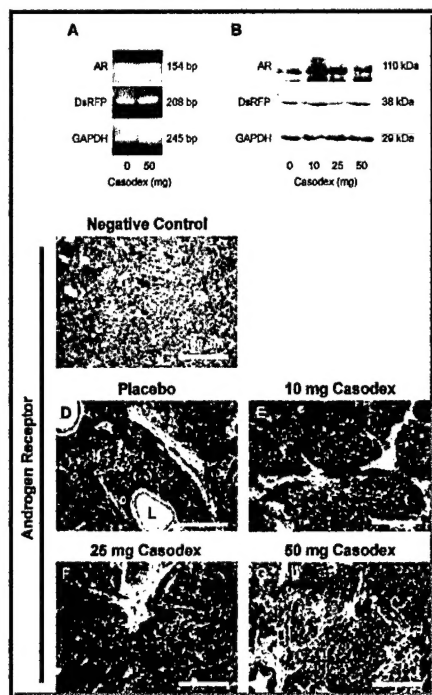 A
B
AR
154 bp
AR
110 kDa
DsRFP
208 bp
DsRFP
38 kDa
GAPDH
245 bp
GAPDH
29 kDa
0 50
0 10 25 50
Casodex (mg)
Casodex (mg)
Negative Control
Androgen Receptor
Placebo
10 mg Casodex
D
E
L
25 mg Casodex
50 mg Casodex
F
G